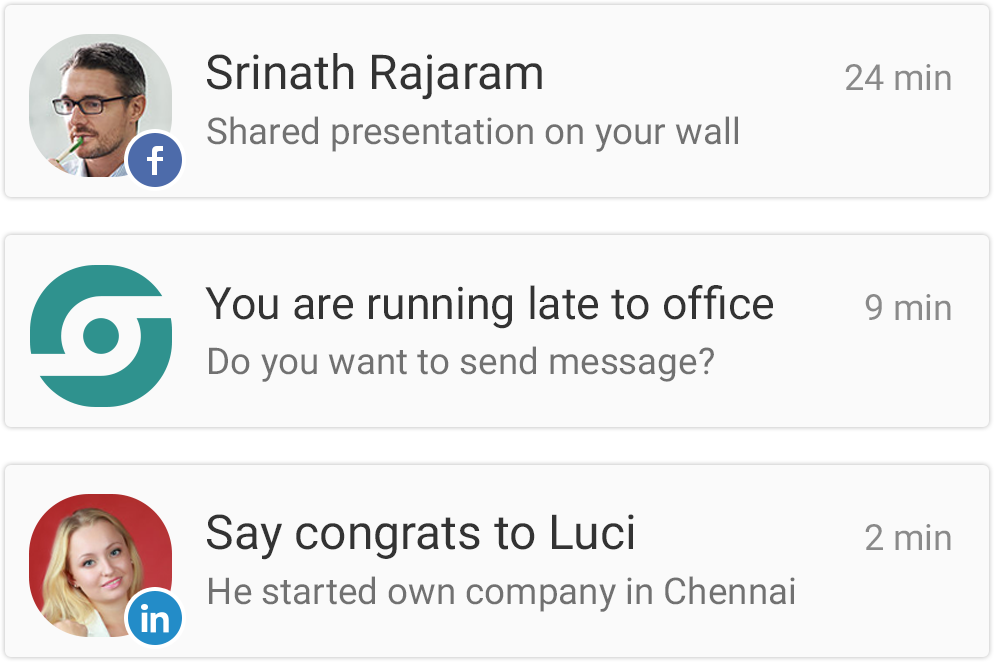 Srinath Rajaram
24 min
Shared presentation on your wall
f
You are running late to office
9 min
Do you want to send message?
Say congrats to Luci
2 min
He started own company in Chennai
in